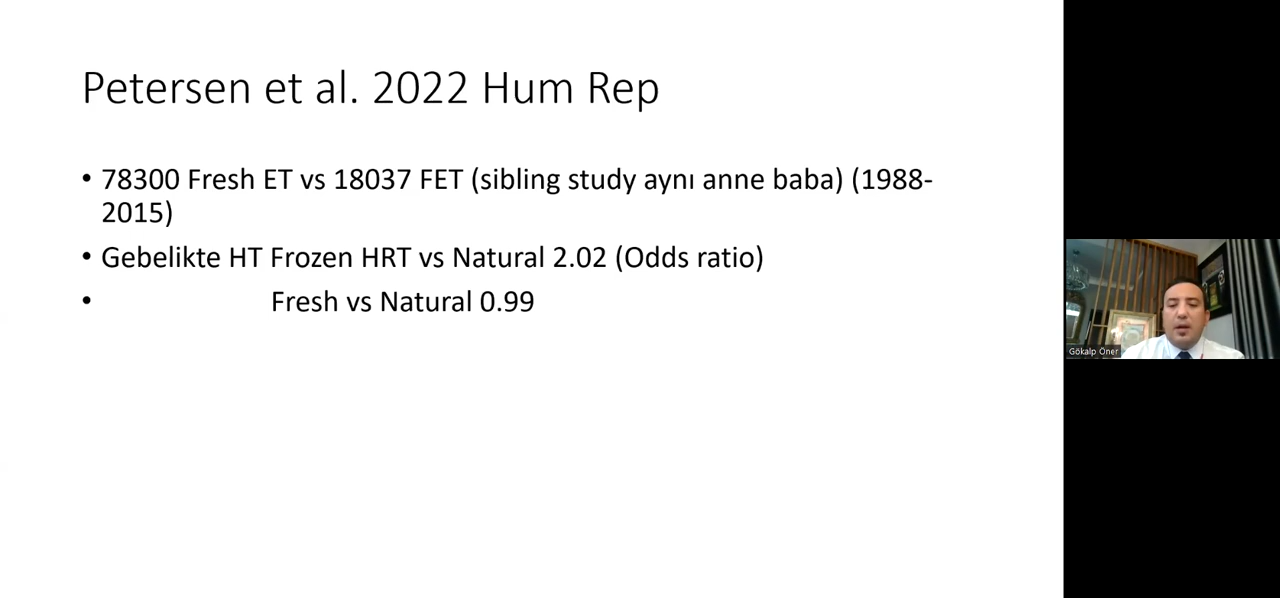 Petersen et al. 2022 Hum Rep
• 78300 Fresh ET vs 18037 FET (sibling study aynı anne baba) (1988-
2015)
• Gebelikte HT Frozen HRT vs Natural 2.02 (Odds ratio)
• Fresh vs Natural 0.99
Gökalp Öner